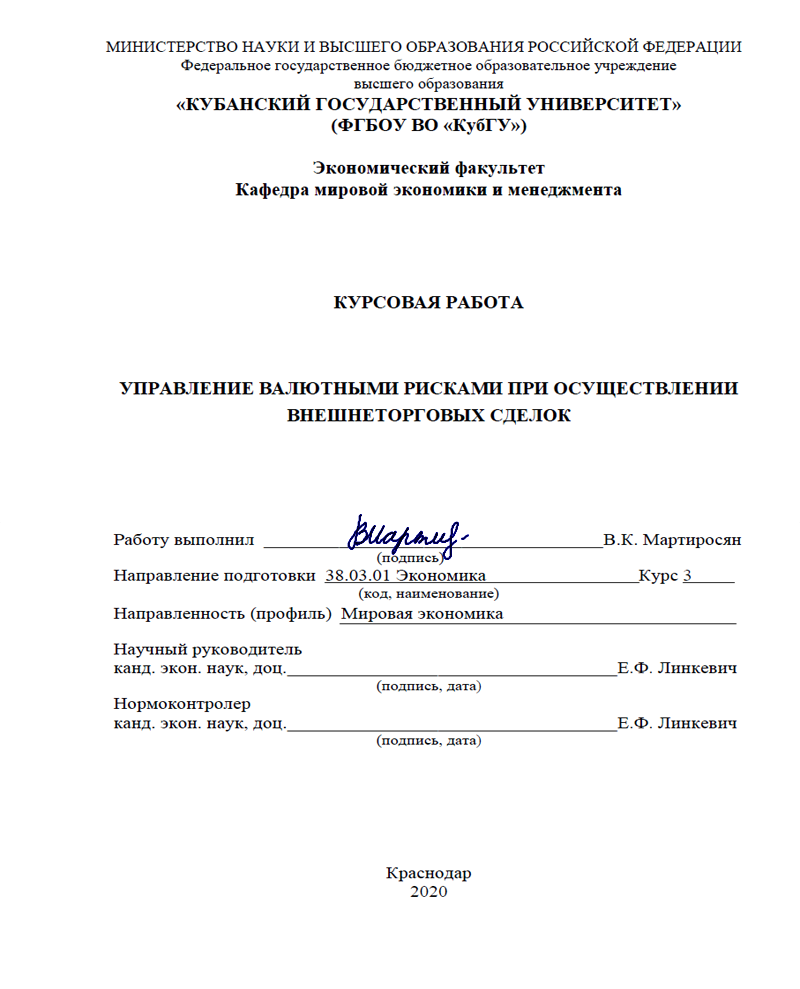 МИНИСТЕРСТВО НАУКИ И ВЫСШЕГО ОБРАЗОВАНИЯ РОССИЙСКОЙ ФЕДЕРАЦИИ
Федеральное государственное бюджетное образовательное учреждение
высшего образования
«КУБАНСКИЙ ГОСУДАРСТВЕННЫЙ УНИВЕРСИТЕТ»
(ФГБОУ ВО «КубГУ»)
Экономический факультет
Кафедра мировой экономики и менеджмента
КУРСОВАЯ РАБОТА
УПРАВЛЕНИЕ ВАЛЮТНЫМИ РИСКАМИ ПРИ ОСУЩЕСТВЛЕНИИ
ВНЕШНЕТОРГОВЫХ СДЕЛОК
Работу выполнил В.К. Мартиросян
(подпись)
Направление подготовки 38.03.01 Экономика Курс 3
(код, наименование)
Направленность (профиль) Мировая экономика
Научный руководитель
канд. экон. наук, доц. Е.Ф. Линкевич
(подпись, дата)
Нормоконтролер
канд. экон. наук, доц. Е.Ф. Линкевич
(подпись, дата)
Краснодар
2020